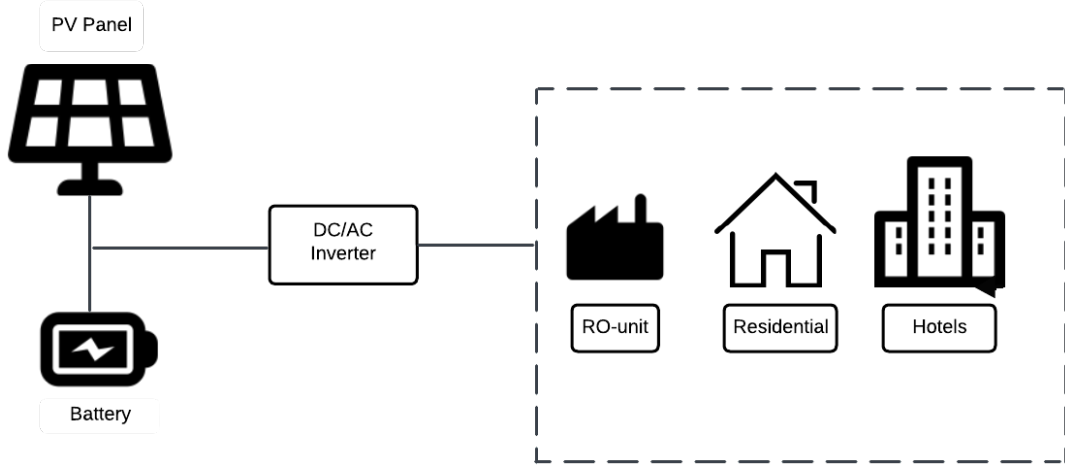 PV Panel
DC/AC
Inverter
RO-unit
Residential
Hotels
Battery